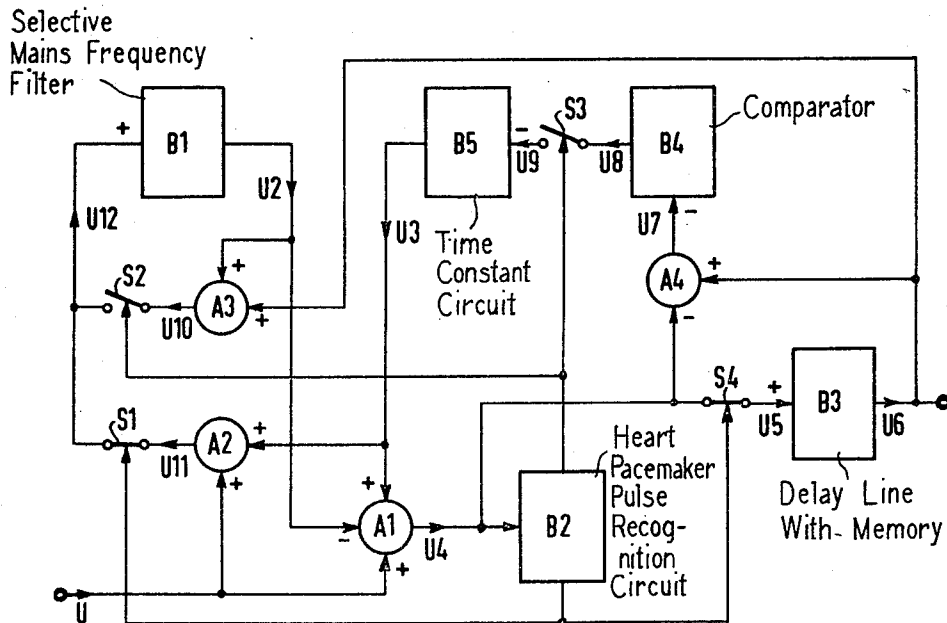 Selective
Mains Frequency
Filter
+
B1
U2
U12
B5
Time
Constant
Circuit
U3
-
S3
U9
U8
B4
Comparator
U7
-
A4
+
-
S2
+
A3
+
U10
S1
U11
A2
+
+
+
A1
-
+
U4
B2
Heart
Pacemaker
Pulse
Recog-
nition
Circuit
S4
+
U5
B3
U6
Delay Line
With- Memory
U